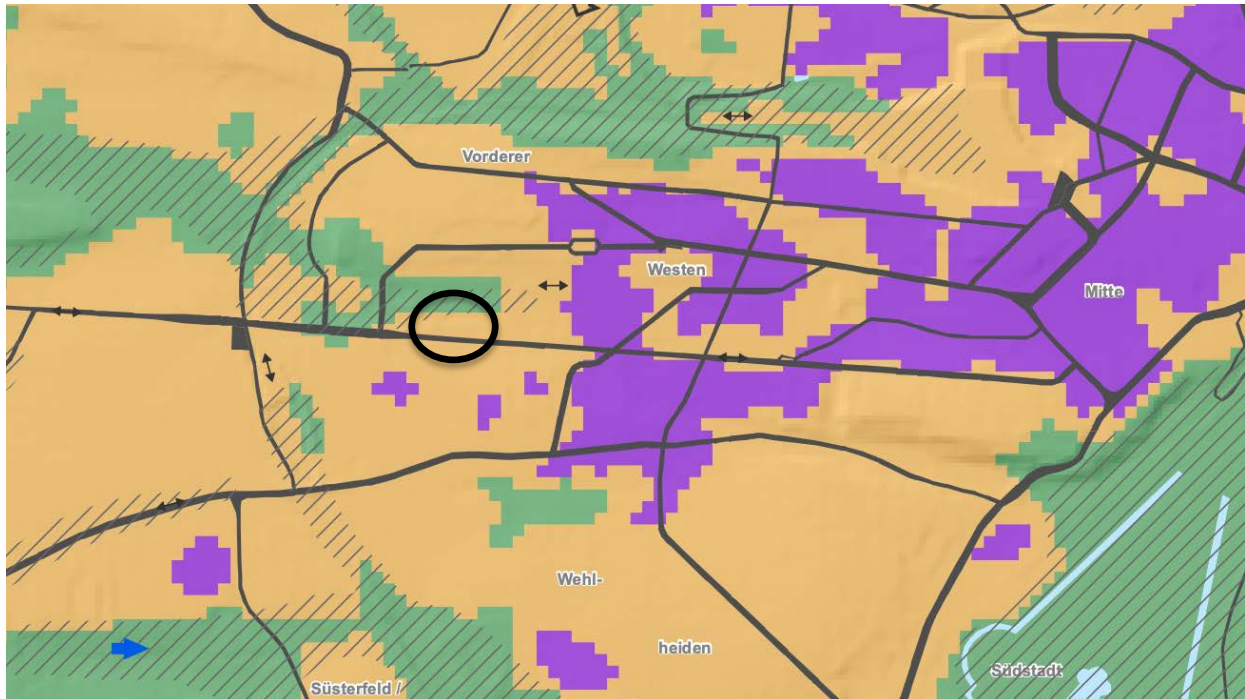 Vorderer
Westen
Mitte
Wehl-
heiden
Südstadt
Süsterfeld /